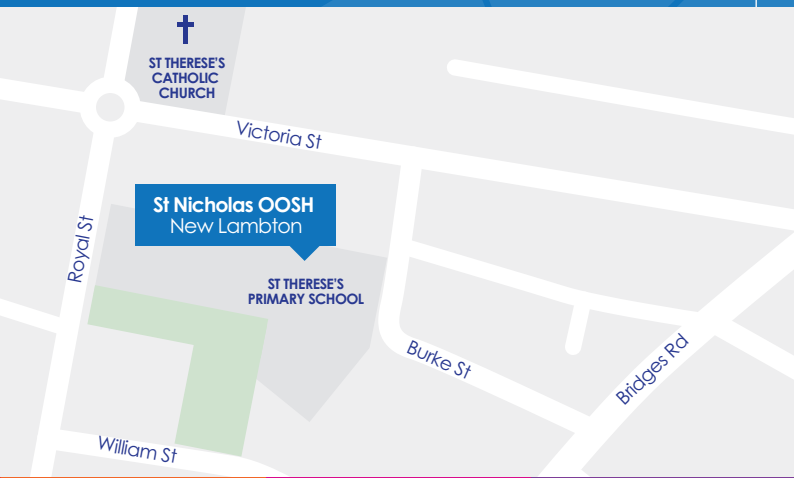 ST THERESE'S
CATHOLIC
CHURCH
Victoria St
St Nicholas OOSH
New Lambton
Royal St
ST THERESE'S
PRIMARY SCHOOL
Burke St
Bridges Rd
William St